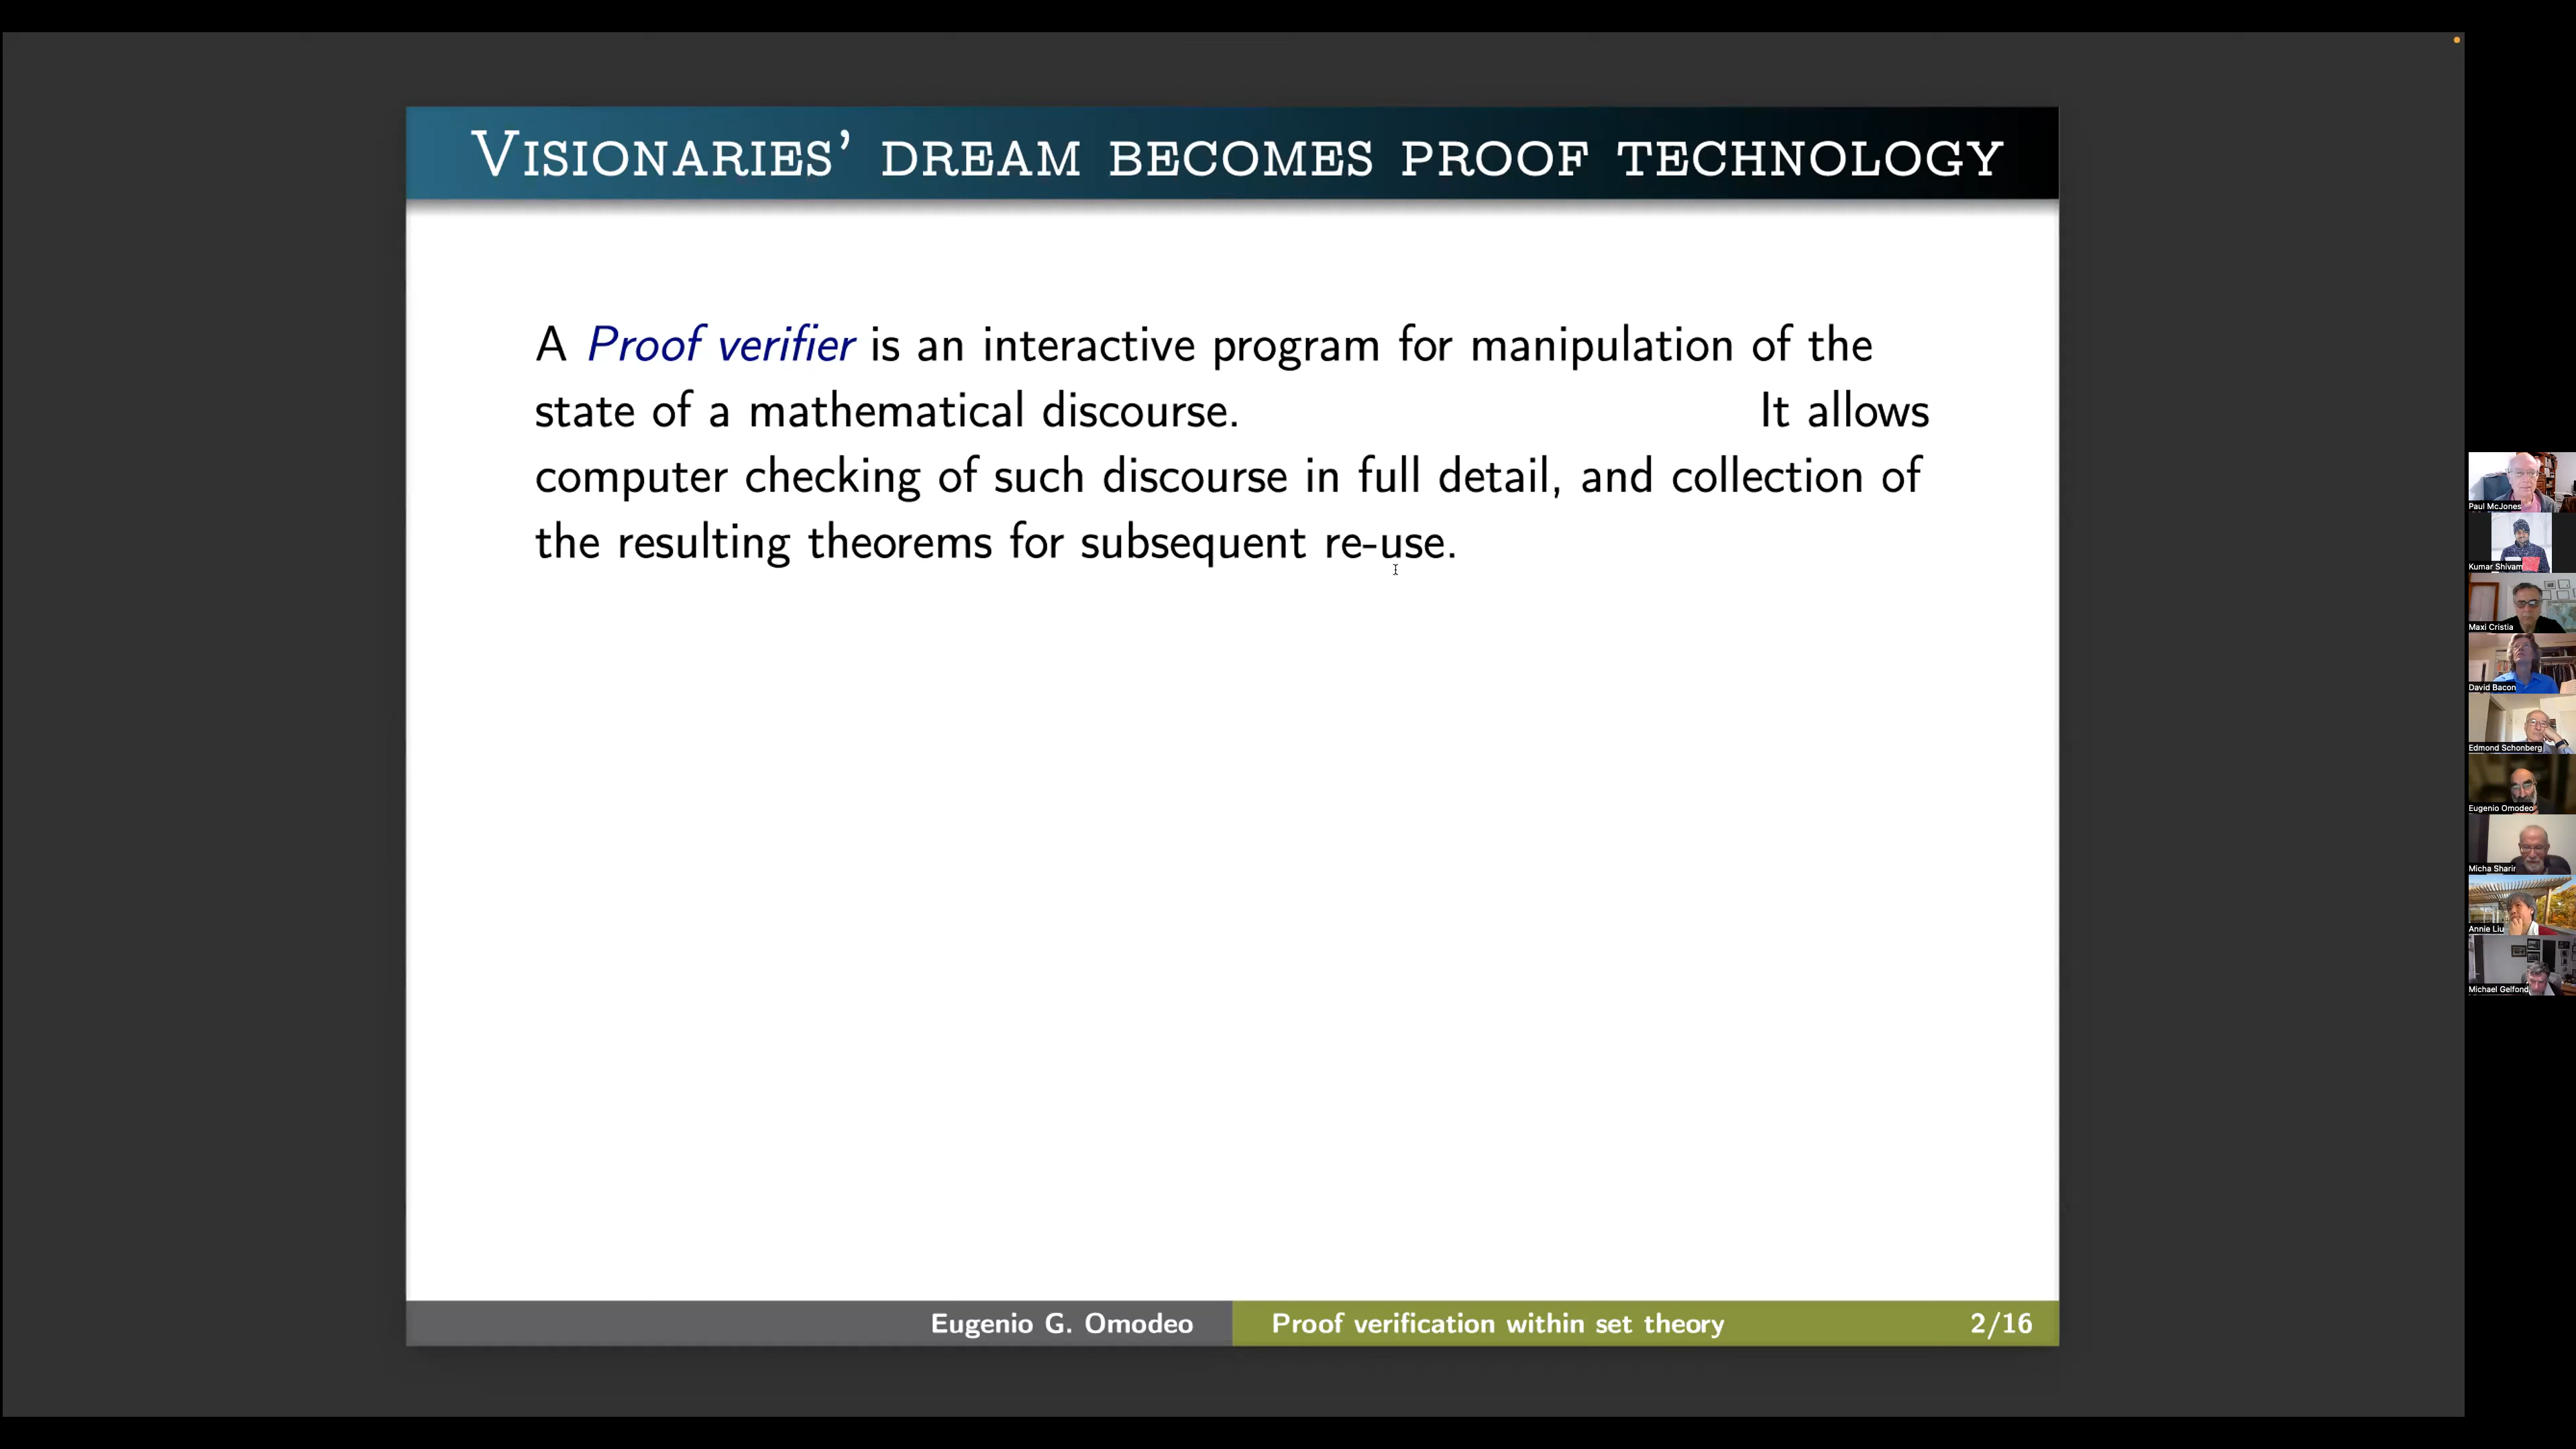 Visionaries’ dream becomes proof technology
A Proof verifier is an interactive program for manipulation of the
state of a mathematical discourse. It allows
computer checking of such discourse in full detail, and collection of
the resulting theorems for subsequent re-use.
Eugenio G. Omodeo Proof verification within set theory 2/16
Paul McJones
Kumar Shivam
Maxi Cristia
David Bacon
Edmond Schonberg
Eugenio Omodeo
Micha Sharir
Annie Liu
Michael Gelfond